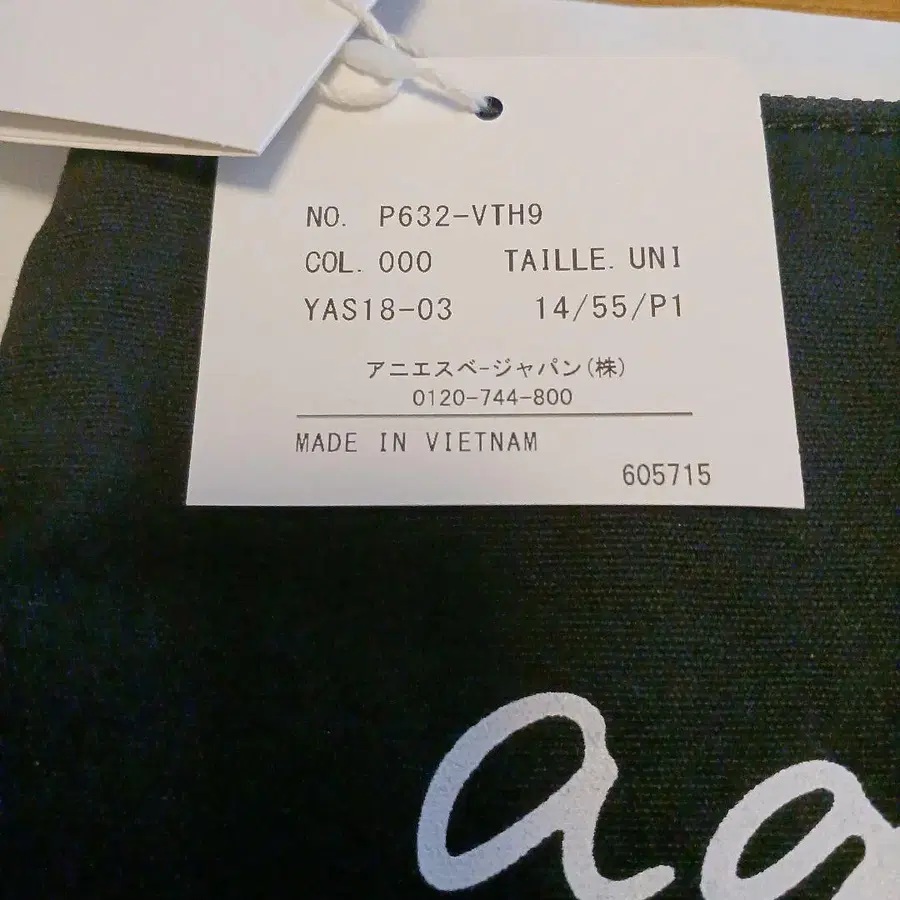 NO. P632-VTH9
COL. 000 TAILLE. UNI
YAS18-03 14/55/P1
アニエスベージャパン(株)
0120-744-800
MADE IN VIETNAM
605715
ag